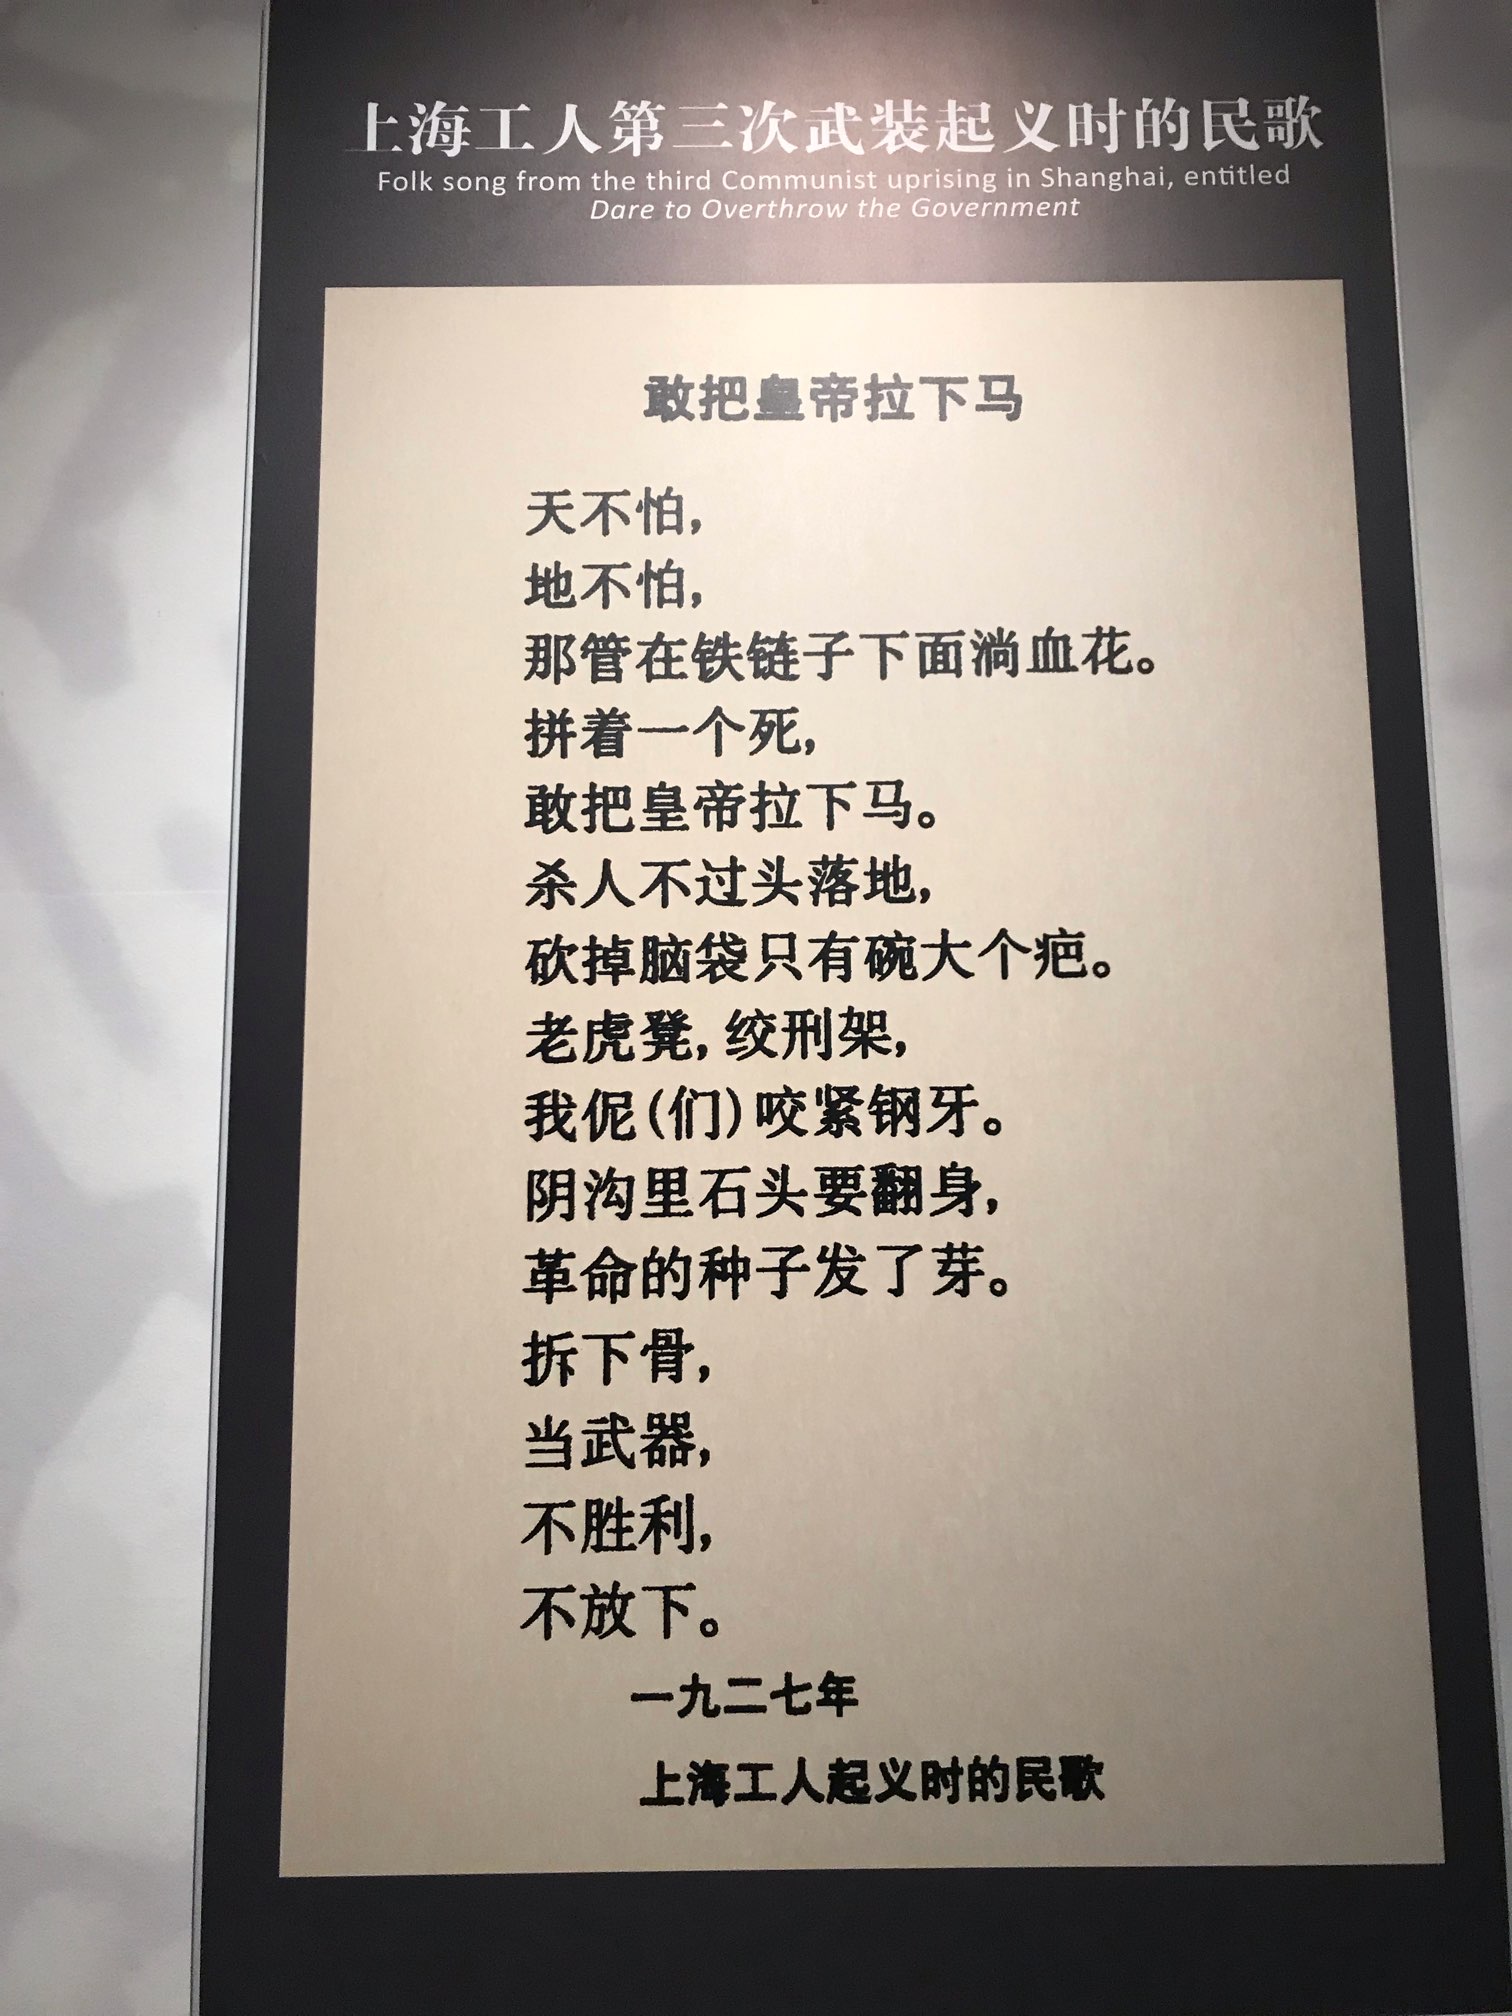 上海工人第三次武装起义时的民歌
Folk song from the third Communist uprising in Shanghai, entitled
Dare to Overthrow the Government
敢把皇帝拉下马
天不怕,
地不怕,
那管在铁链子下面淌血花。
拼着一个死,
敢把皇帝拉下马。
杀人不过头落地,
砍掉脑袋只有碗大个疤。
老虎凳,绞刑架,
我伲(们)咬紧钢牙。
阴沟里石头要翻身,
革命的种子发了芽。
拆下骨,
当武器,
不胜利,
不放下。
一九二七年
上海工人起义时的民歌